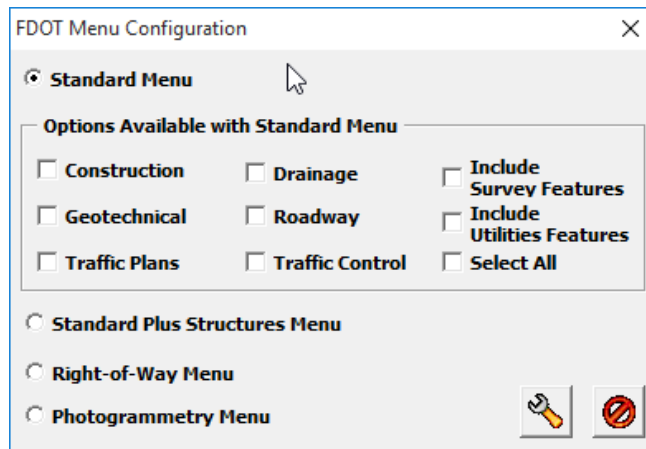 FDOT Menu Configuration
Standard Menu
Options Available with Standard Menu
Construction
Drainage
Include
Survey Features
Geotechnical
Roadway
Include
Utilities Features
Traffic Plans
Traffic Control
Select All
Standard Plus Structures Menu
Right-of-Way Menu
Photogrammetry Menu